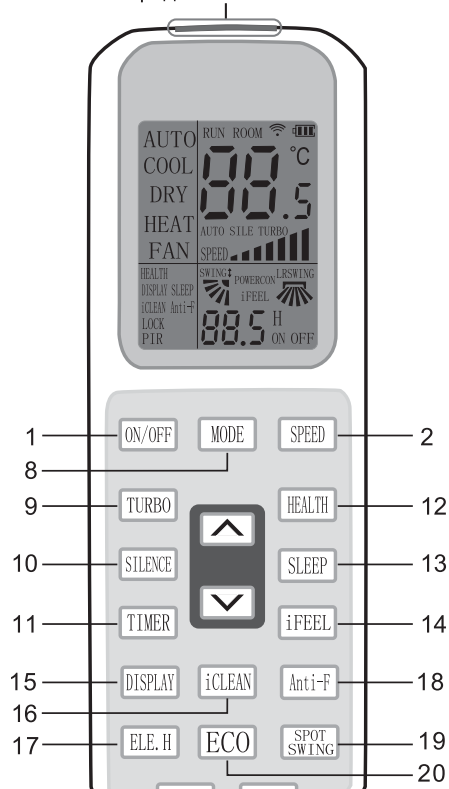 AUTO
COOL
DRY
HEAT
FAN
RUN ROOM
88.5 °C
AUTO SILE TURBO
SPEED
HEALTH
DISPLAY SLEEP
iCLEAN Anti-F
LOCK
PIR
SWING LRSWING
POWERCON
iFEEL
88.5 H
ON OFF
1 ON/OFF MODE SPEED 2
8
9 TURBO HEALTH 12
10 SILENCE SLEEP 13
11 TIMER iFEEL 14
15 DISPLAY iCLEAN Anti-F 18
16
17 ELE.H ECO SPOT SWING 19
20